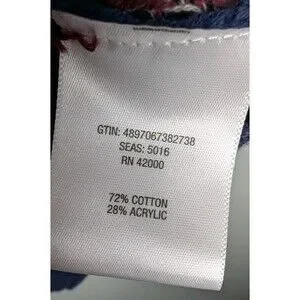 GTIN: 4897067382738
SEAS: 5016
RN 42000
72% COTTON
28% ACRYLIC